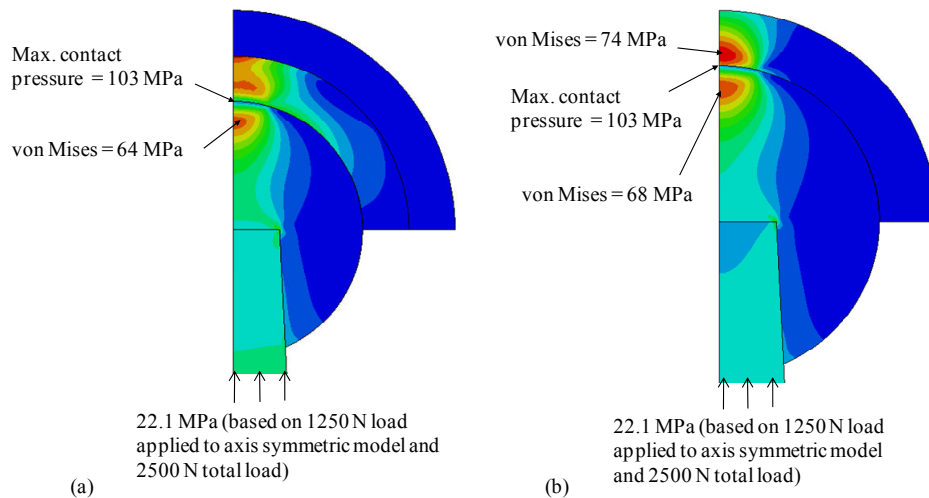 Max. contact
pressure = 103 MPa
von Mises = 64 MPa
22.1 MPa (based on 1250 N load
applied to axis symmetric model and
2500 N total load)
(a)
von Mises = 74 MPa
Max. contact
pressure = 103 MPa
von Mises = 68 MPa
22.1 MPa (based on 1250 N load
applied to axis symmetric model
and 2500 N total load)
(b)